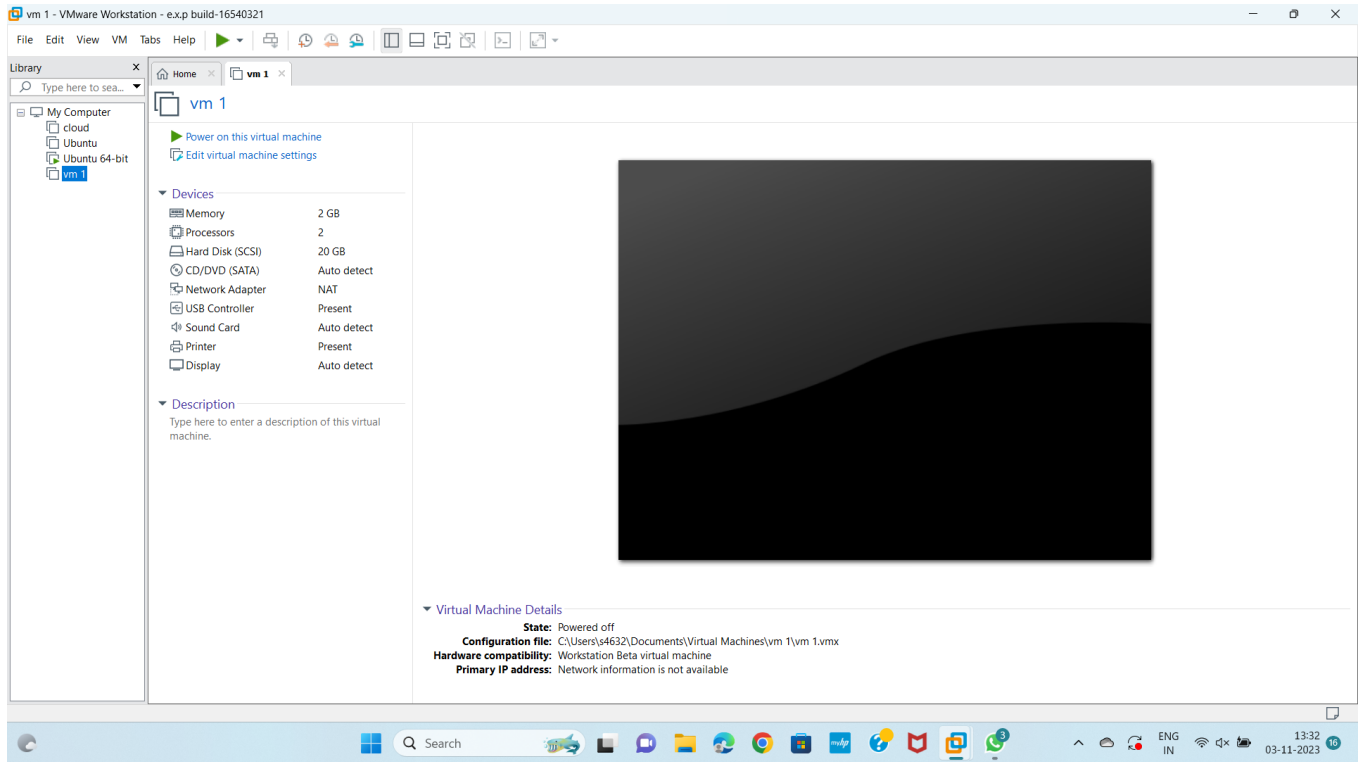 vm 1 - VMware Workstation - e.x.p build-16540321
File Edit View VM Tabs Help
Library x
Type here to sea...
My Computer
cloud
Ubuntu
Ubuntu 64-bit
vm 1
Home
vm 1
vm 1
Power on this virtual machine
Edit virtual machine settings
Devices
Memory 2 GB
Processors 2
Hard Disk (SCSI) 20 GB
CD/DVD (SATA) Auto detect
Network Adapter NAT
USB Controller Present
Sound Card Auto detect
Printer Present
Display Auto detect
Description
Type here to enter a description of this virtual
machine.
Virtual Machine Details
State: Powered off
Configuration file: C:\Users\s4632\Documents\Virtual Machines\vm 1\vm 1.vmx
Hardware compatibility: Workstation Beta virtual machine
Primary IP address: Network information is not available
Search
myhp
3
ENG
IN
13:32
03-11-2023
16